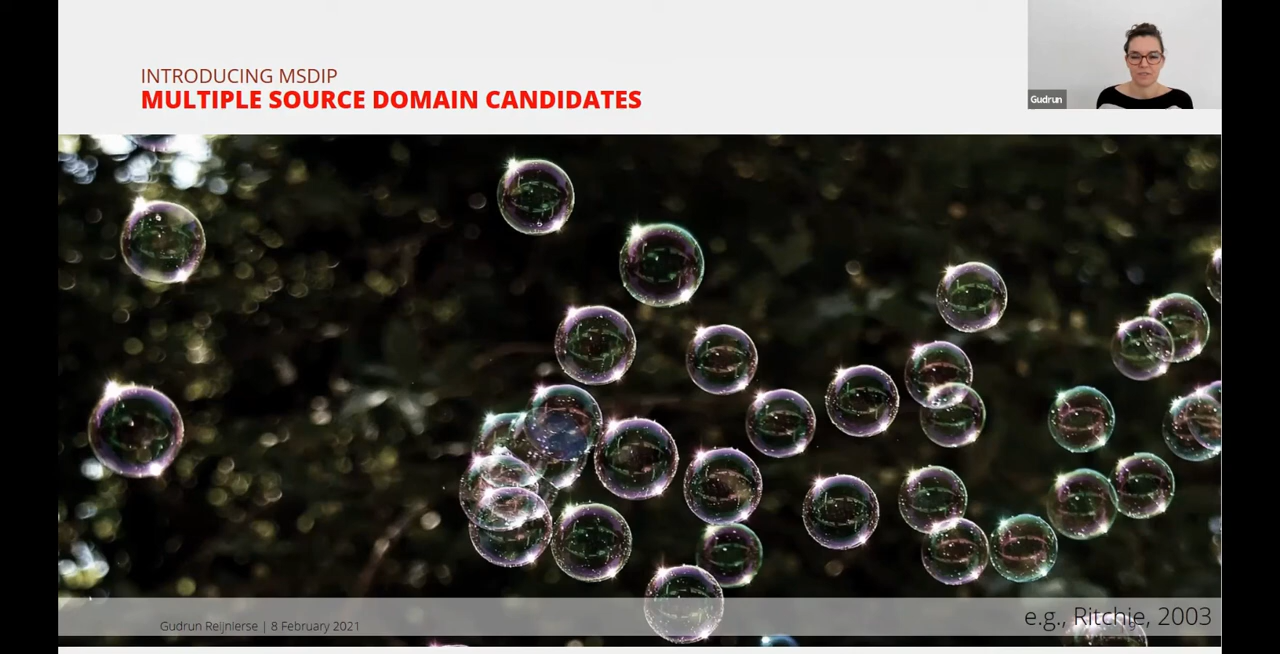 INTRODUCING MSDIP
MULTIPLE SOURCE DOMAIN CANDIDATES
Gudrun
Gudrun Reijnierse | 8 February 2021
e.g., Ritchie, 2003